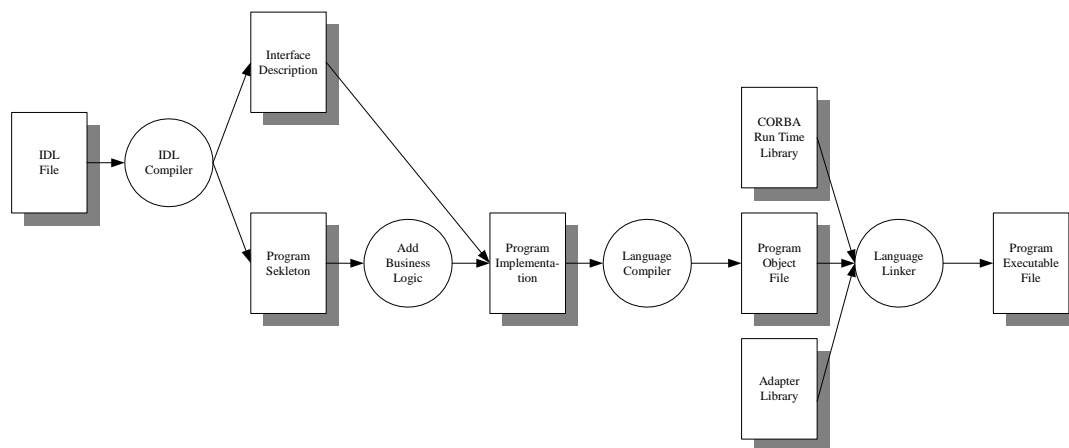 Interface
Description
IDL
File
IDL
Compiler
CORBA
Run Time
Library
Program
Sekleton
Add
Business
Logic
Program
Implementa-
tion
Language
Compiler
Program
Object
File
Language
Linker
Program
Executable
File
Adapter
Library